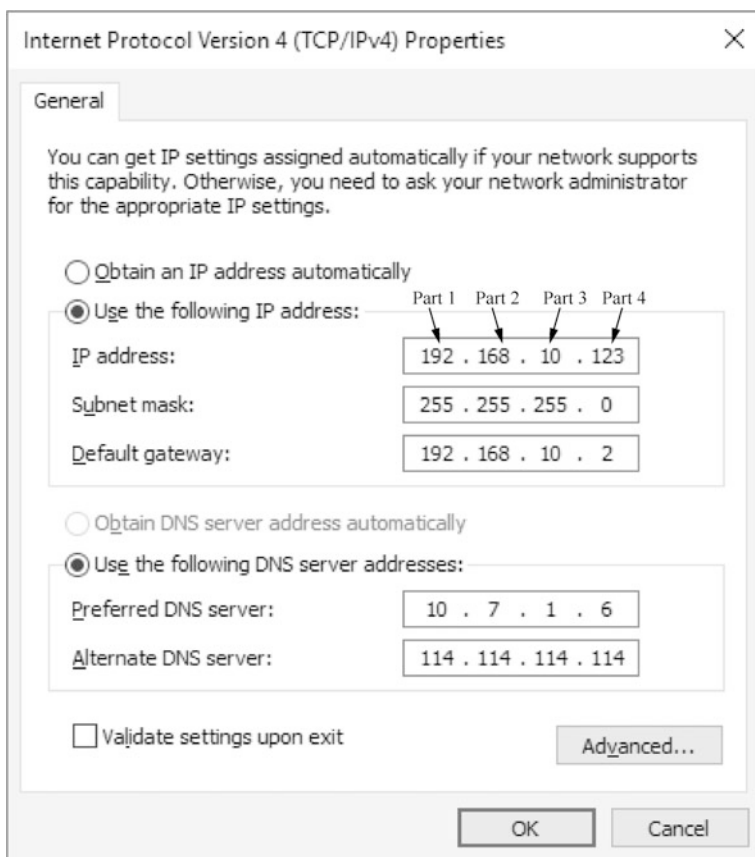 Internet Protocol Version 4 (TCP/IPv4) Properties
General
You can get IP settings assigned automatically if your network supports
this capability. Otherwise, you need to ask your network administrator
for the appropriate IP settings.
Obtain an IP address automatically
Part 1 Part 2 Part 3 Part 4
Use the following IP address:
IP address: 192 . 168 . 10 . 123
Subnet mask: 255 . 255 . 255 . 0
Default gateway: 192 . 168 . 10 . 2
Obtain DNS server address automatically
Use the following DNS server addresses:
Preferred DNS server: 10 . 7 . 1 . 6
Alternate DNS server: 114 . 114 . 114 . 114
Validate settings upon exit
Advanced...
OK Cancel